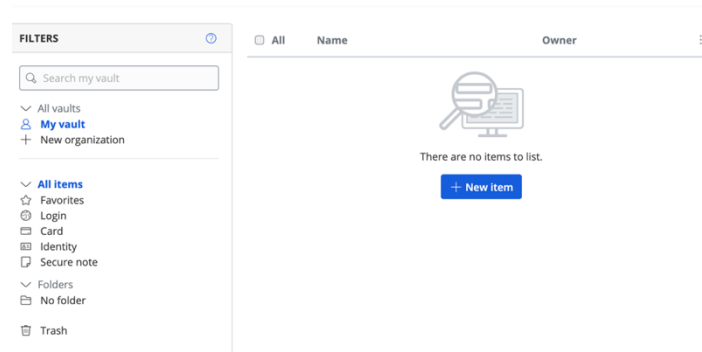 FILTERS
Search my vault
All vaults
My vault
New organization
All items
Favorites
Login
Card
Identity
Secure note
Folders
No folder
Trash
All Name Owner
There are no items to list.
New item